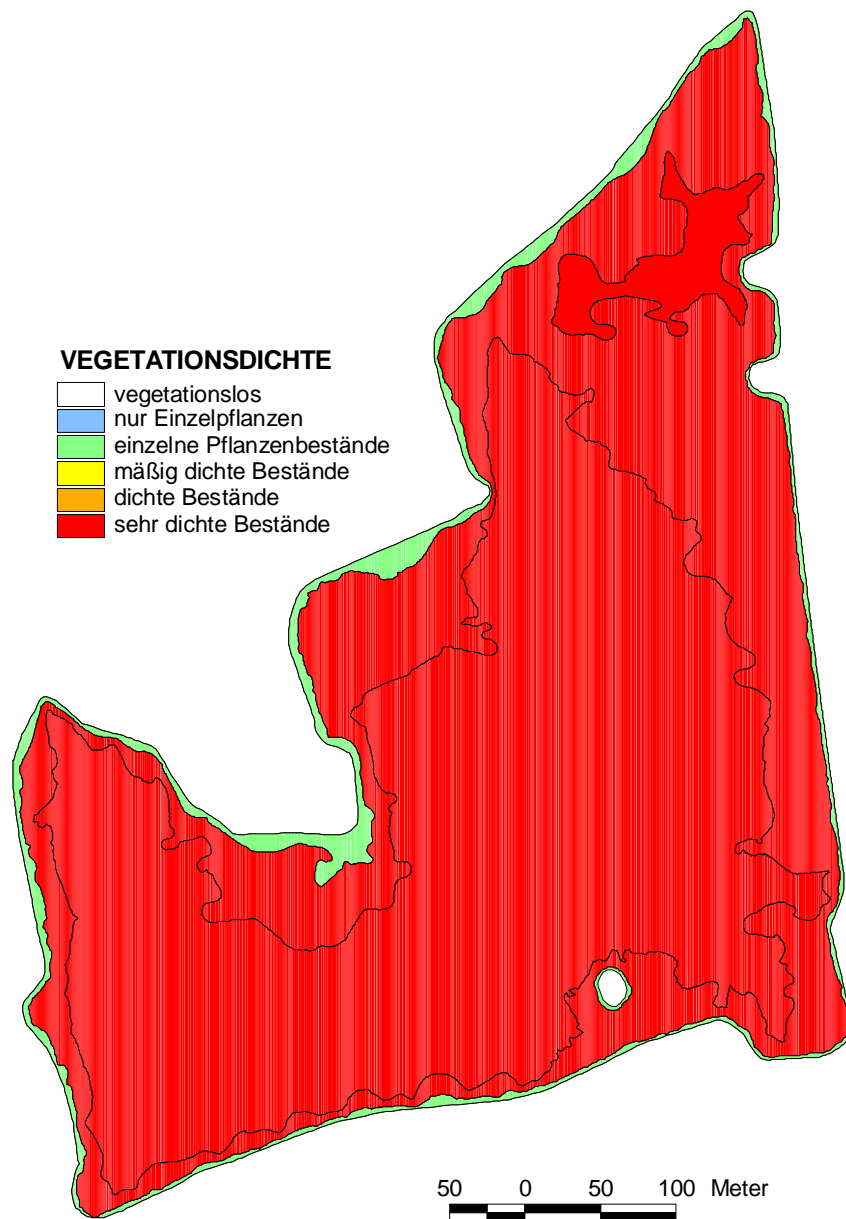 VEGETATIONSDICHTE
vegetationslos
nur Einzelpflanzen
einzelne Pflanzenbestände
mäßig dichte Bestände
dichte Bestände
sehr dichte Bestände
50 0 50 100 Meter